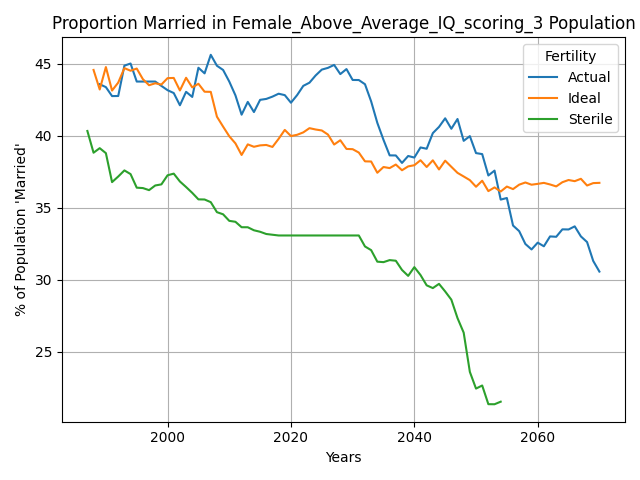 Proportion Married in Female_Above_Average_IQ_scoring_3 Population
% of Population 'Married'
45
40
35
30
25
2000
2020
2040
2060
Years
Fertility
Actual
Ideal
Sterile